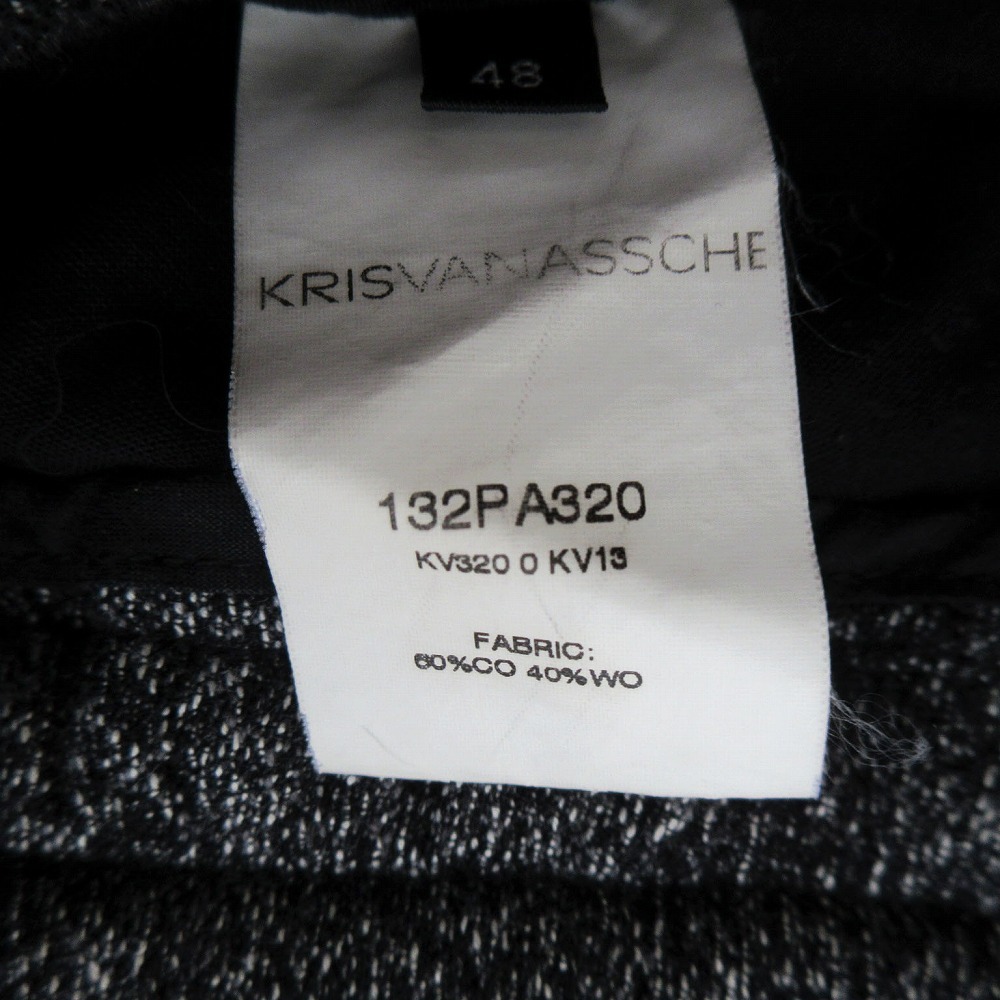 48
KRISVANASSCHE
132PA320
KV320 0 KV13
FABRIC:
60%CO 40%WO